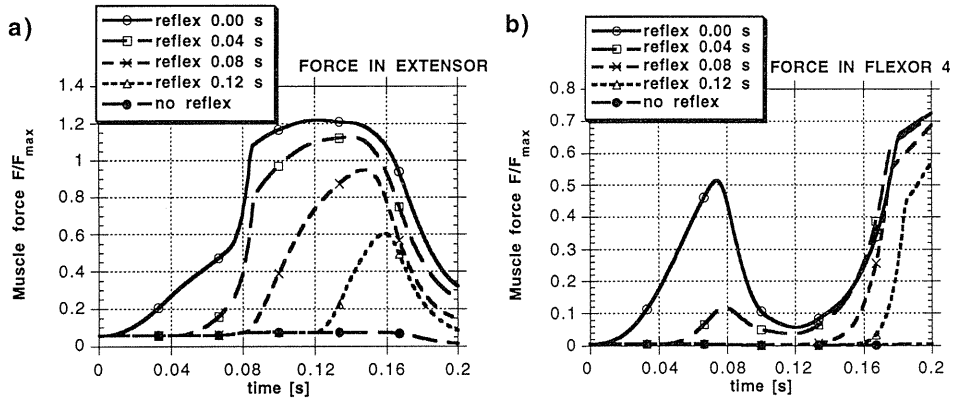 a)
reflex 0.00 s
reflex 0.04 s
reflex 0.08 s
reflex 0.12 s
no reflex
FORCE IN EXTENSOR
Muscle force F/Fmax
1.4
1.2
1
0.8
0.6
0.4
0.2
0
0 0.04 0.08 0.12 0.16 0.2
time [s]
b)
reflex 0.00 s
reflex 0.04 s
reflex 0.08 s
reflex 0.12 s
no reflex
FORCE IN FLEXOR 4
Muscle force F/Fmax
0.8
0.7
0.6
0.5
0.4
0.3
0.2
0.1
0
0 0.04 0.08 0.12 0.16 0.2
time [s]